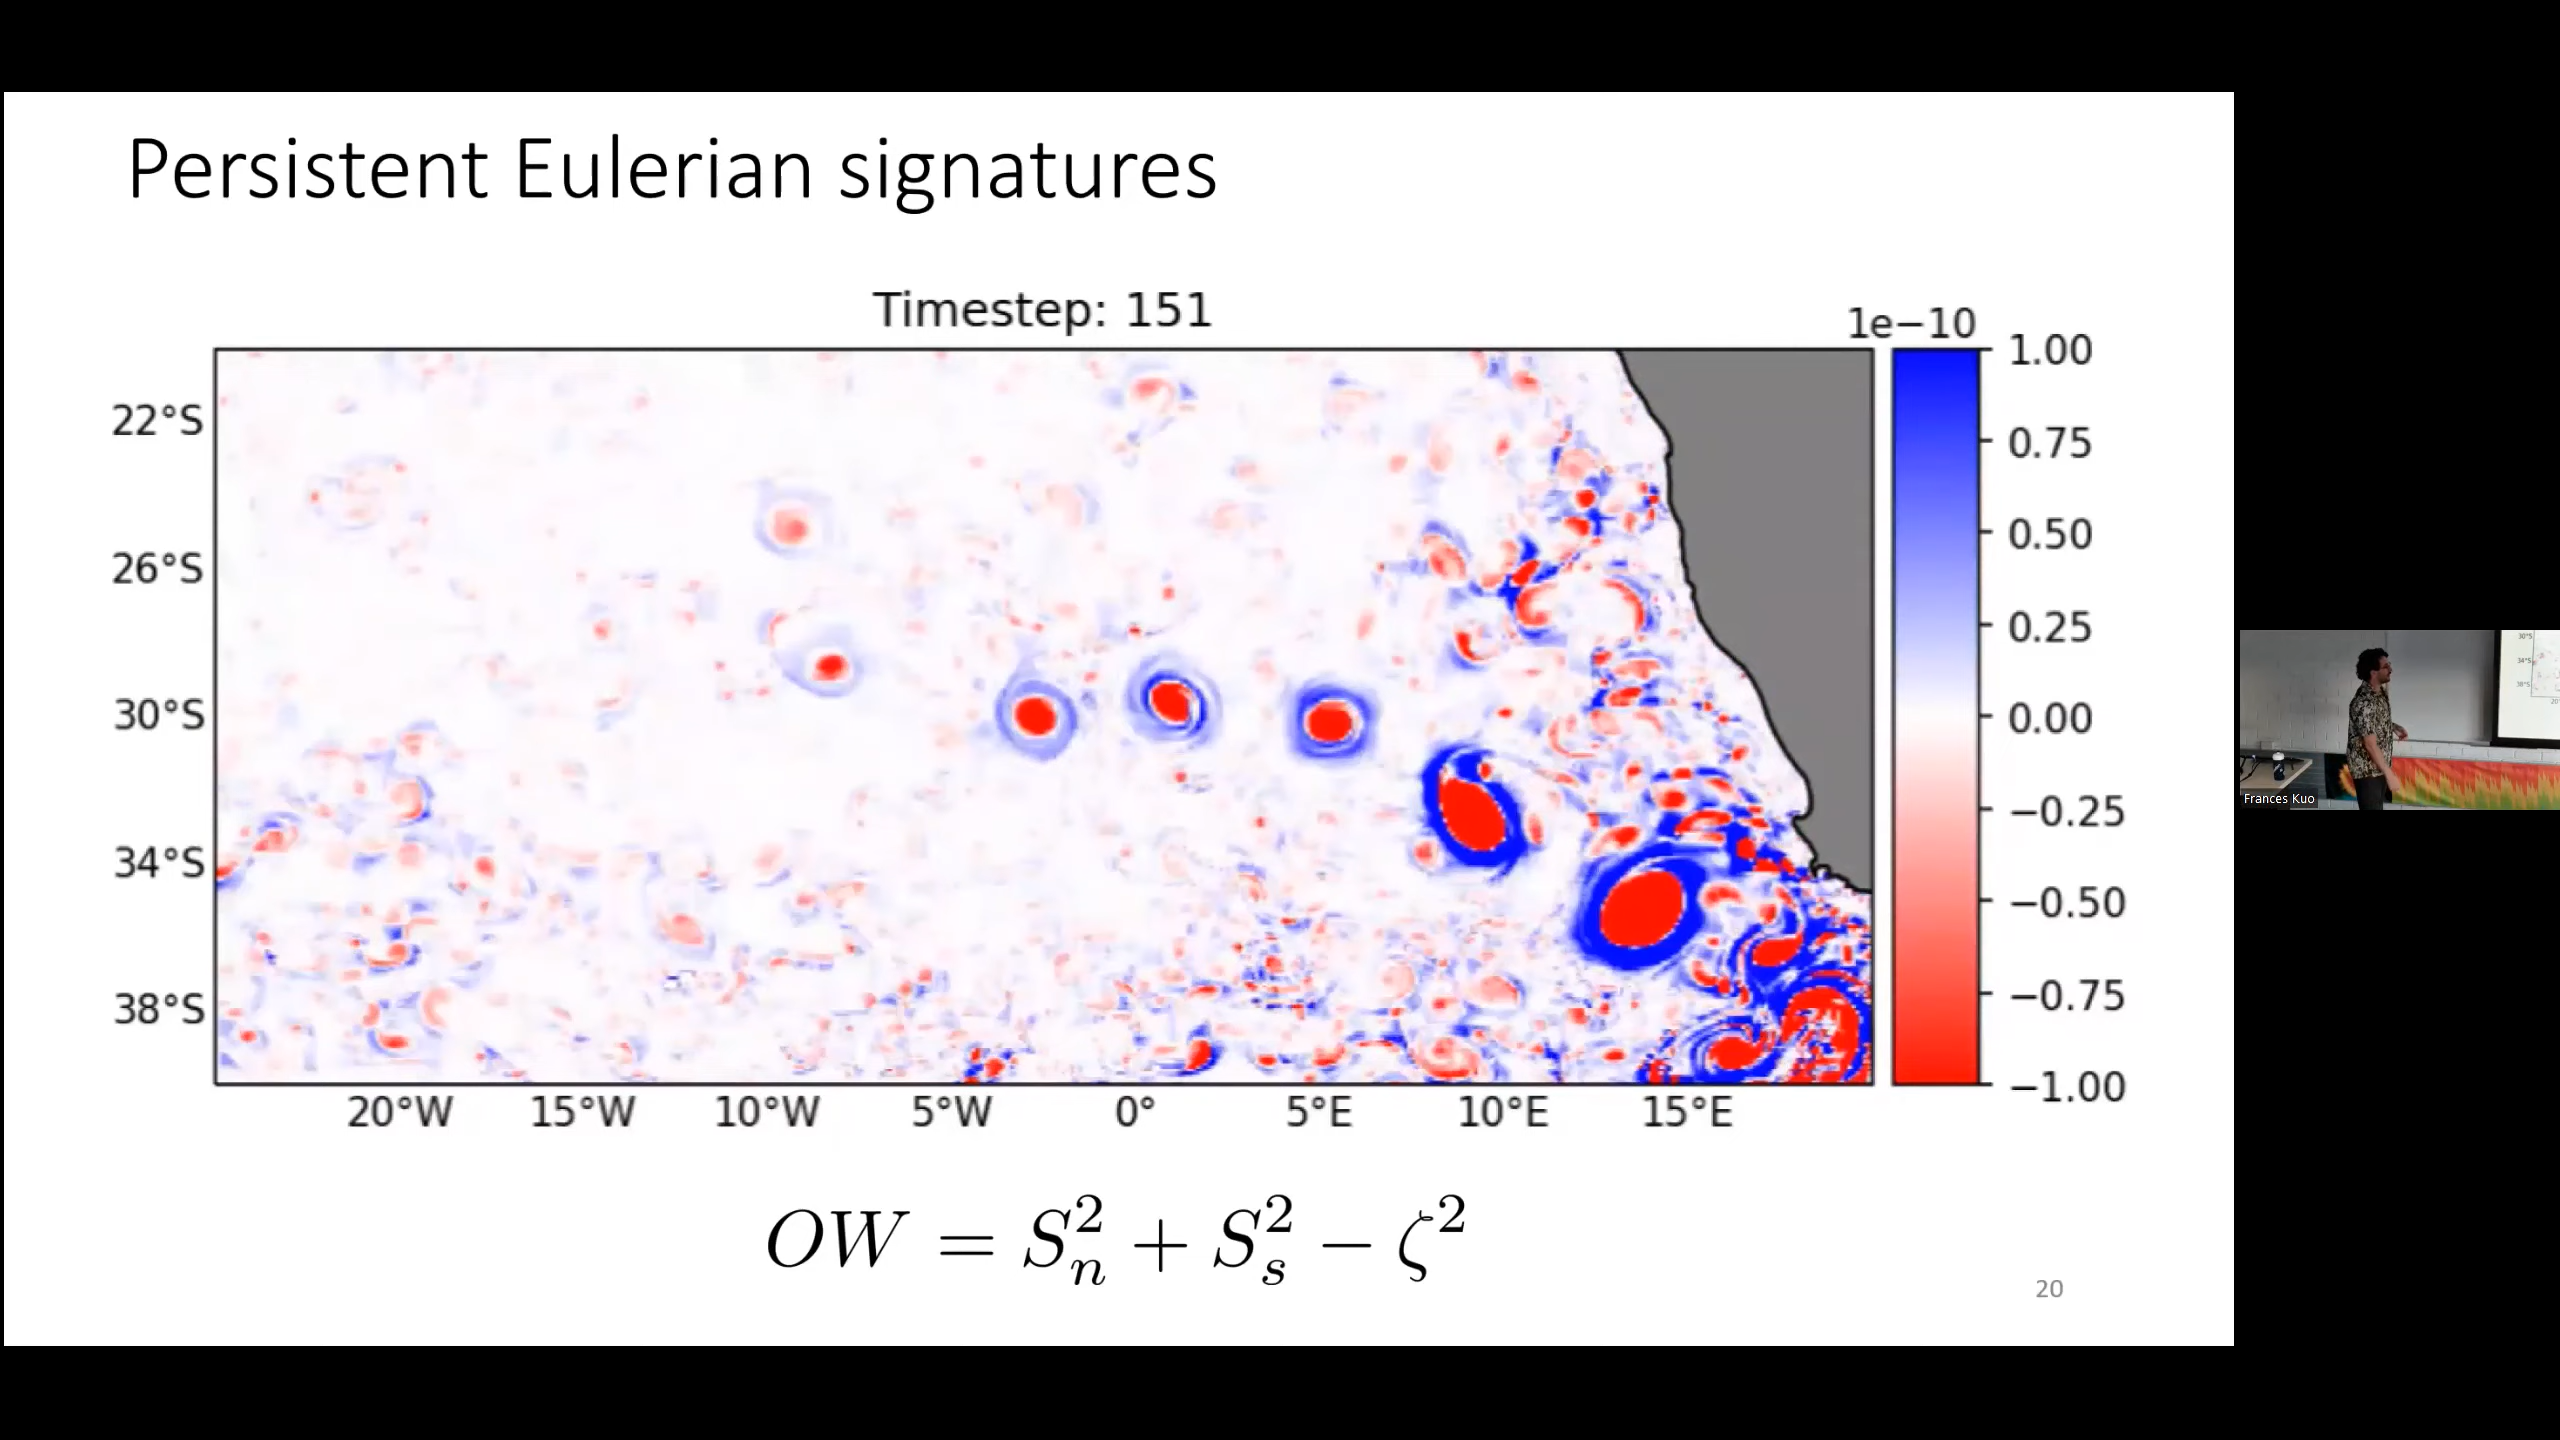 Persistent Eulerian signatures
Timestep: 151
1e−10
1.00
0.75
0.50
0.25
0.00
−0.25
−0.50
−0.75
−1.00
22°S
26°S
30°S
34°S
38°S
20°W 15°W 10°W 5°W 0° 5°E 10°E 15°E
OW = S_n^2 + S_s^2 − ζ^2
20
30°S
34°S
Frances Kuo